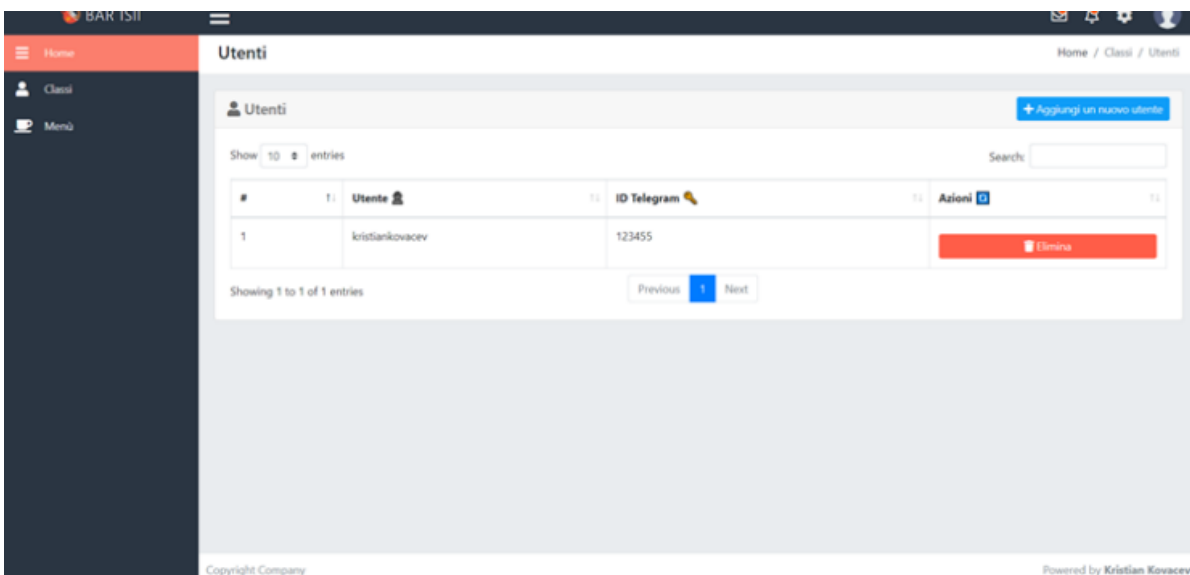 BAR ISII
Home
Classi
Menù
Utenti
Home / Classi / Utenti
Utenti
Aggiungi un nuovo utente
Show 10 entries
Search:
# Utente ID Telegram Azioni
1 kristiankovacev 123455 Elimina
Showing 1 to 1 of 1 entries
Previous 1 Next
Copyright Company
Powered by Kristian Kovacev